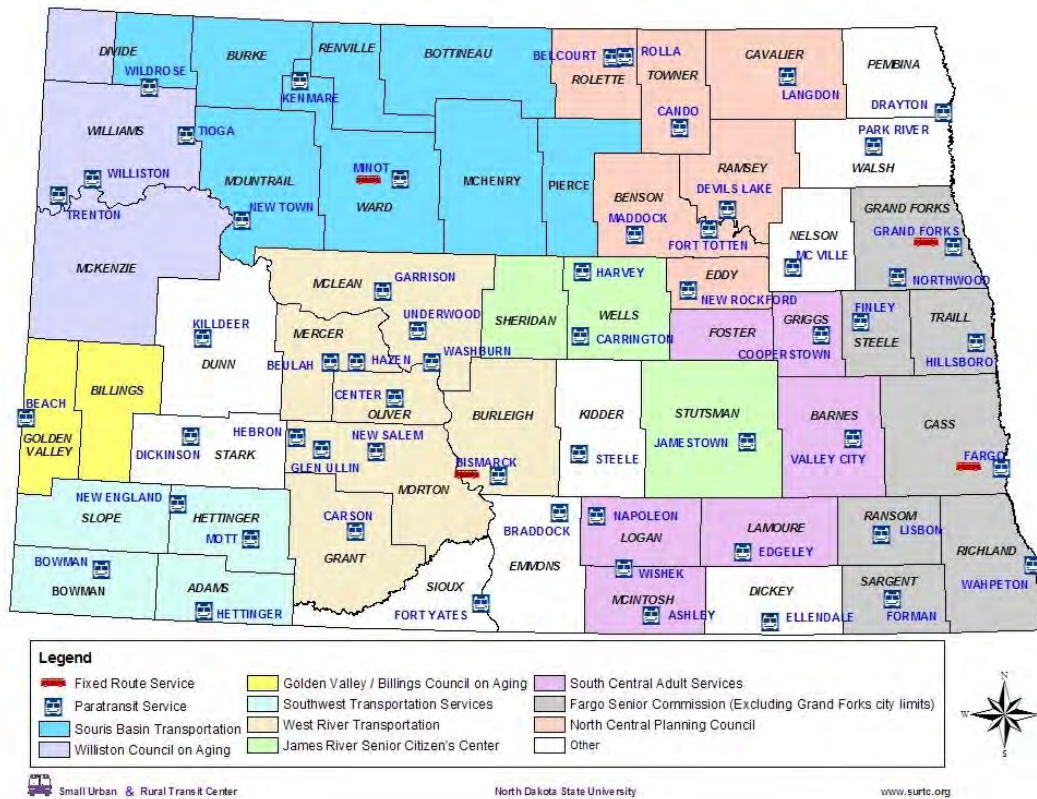 DIVIDE
BURKE
RENVILLE
BOTTINEAU
BELCOURT
ROLLA
ROLETTE
TOWNER
CAVALIER
PEMBINA
WILDROSE
KENMARE
LANGDON
DRAYTON
WILLIAMS
TIOGA
CANDO
PARK RIVER
WALSH
WILLISTON
TRENTON
MOUNTRAIL
NEW TOWN
MINOT
WARD
MCHENRY
PIERCE
BENSON
MADDOCK
RAMSEY
DEVILS LAKE
FORT TOTTEN
NELSON
MC VILLE
GRAND FORKS
GRAND FORKS
NORTHWOOD
MCKENZIE
MCLEAN
GARRISON
HARVEY
EDDY
NEW ROCKFORD
KILLDEER
DUNN
MERCER
UNDERWOOD
SHERIDAN
WELLS
CARRINGTON
FOSTER
GRIGGS
COOPERSTOWN
FINLEY
STEELE
TRAILL
HILLSBORO
BEULAH
HAZEN
WASHBURN
BEACH
BILLINGS
GOLDEN
VALLEY
CENTER
OLIVER
BURLEIGH
KIDDER
STEELE
STUTSMAN
JAMESTOWN
BARNES
VALLEY CITY
CASS
FARGO
DICKINSON
STARK
HEBRON
GLEN ULLIN
NEW SALEM
MORTON
BISMARCK
NEW ENGLAND
SLOPE
HETTINGER
MOTT
CARSON
GRANT
BRADDOCK
NAPOLEON
LOGAN
LAMOURE
EDGELEY
RANSOM
LISBON
RICHLAND
WAHPETON
BOWMAN
BOWMAN
ADAMS
HETTINGER
SIOUX
FORT YATES
EMMONS
WISHEK
MCINTOSH
ASHLEY
DICKEY
ELLENDALE
SARGENT
FORMAN
Legend
Fixed Route Service
Paratransit Service
Souris Basin Transportation
Williston Council on Aging
Golden Valley / Billings Council on Aging
Southwest Transportation Services
West River Transportation
James River Senior Citizen's Center
South Central Adult Services
Fargo Senior Commission (Excluding Grand Forks city limits)
North Central Planning Council
Other
N
W
E
S
Small Urban & Rural Transit Center
North Dakota State University
www.surtc.org